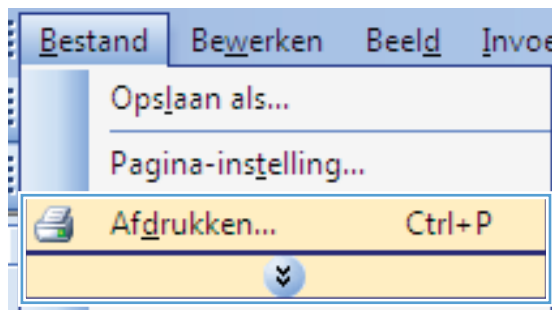 Bestand Bewerken Beeld Invoe
Opslaan als...
Pagina-instelling...
Afdrukken... Ctrl+P